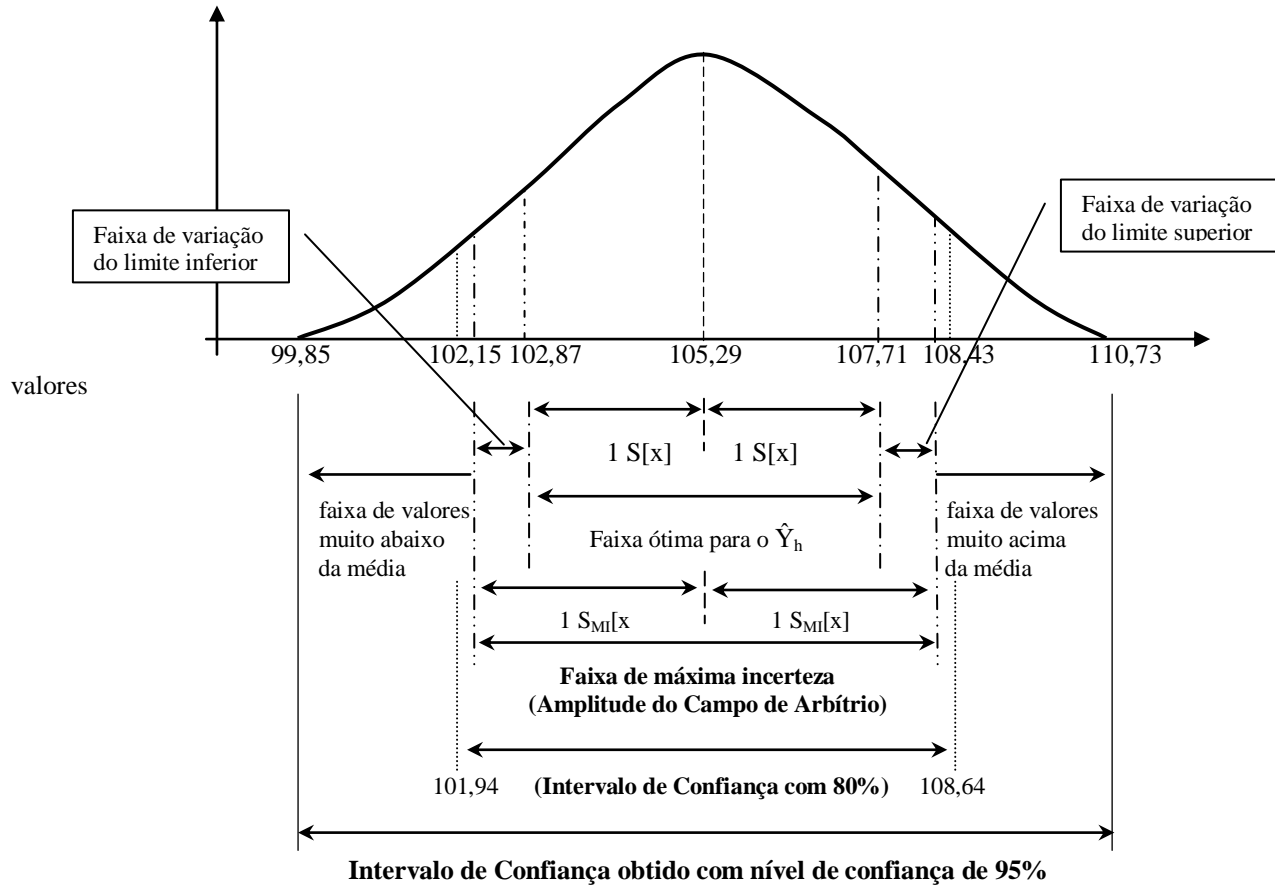 Faixa de variação
do limite inferior
Faixa de variação
do limite superior
99,85 102,15 102,87 105,29 107,71 108,43 110,73
valores
1 S[x] 1 S[x]
faixa de valores
muito abaixo
da média
Faixa ótima para o Ŷh
faixa de valores
muito acima
da média
1 SMI[x 1 SMI[x]
Faixa de máxima incerteza
(Amplitude do Campo de Arbítrio)
101,94 (Intervalo de Confiança com 80%) 108,64
Intervalo de Confiança obtido com nível de confiança de 95%